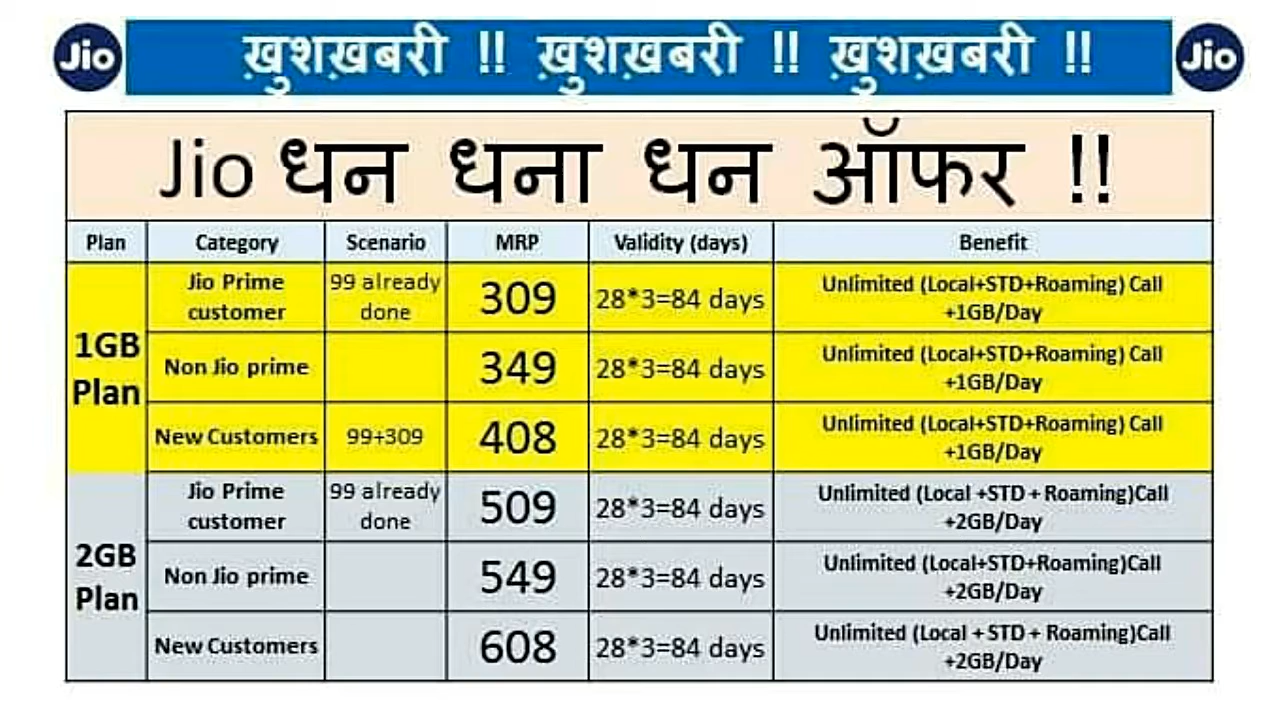 Jio ख़ुशख़बरी !! ख़ुशख़बरी !! ख़ुशख़बरी !! Jio
Jio धन धना धन ऑफर !!
Plan Category Scenario MRP Validity (days) Benefit
1GB Plan
Jio Prime customer 99 already done 309 28*3=84 days Unlimited (Local+STD+Roaming) Call +1GB/Day
Non Jio prime 349 28*3=84 days Unlimited (Local+STD+Roaming) Call +1GB/Day
New Customers 99+309 408 28*3=84 days Unlimited (Local+STD+Roaming) Call +1GB/Day
2GB Plan
Jio Prime customer 99 already done 509 28*3=84 days Unlimited (Local +STD + Roaming)Call +2GB/Day
Non Jio prime 549 28*3=84 days Unlimited (Local+STD+Roaming)Call +2GB/Day
New Customers 608 28*3=84 days Unlimited (Local + STD + Roaming)Call +2GB/Day